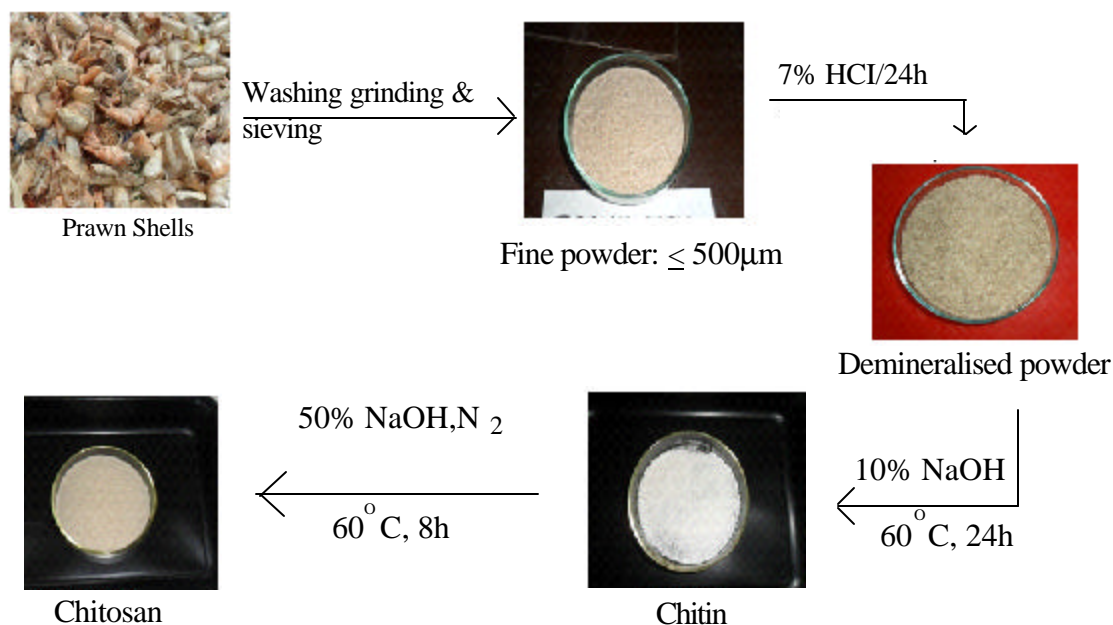 Prawn Shells
Washing grinding &
sieving
Fine powder: ≤ 500μm
7% HCl/24h
Demineralised powder
10% NaOH
60°C, 24h
Chitin
50% NaOH,N₂
60°C, 8h
Chitosan